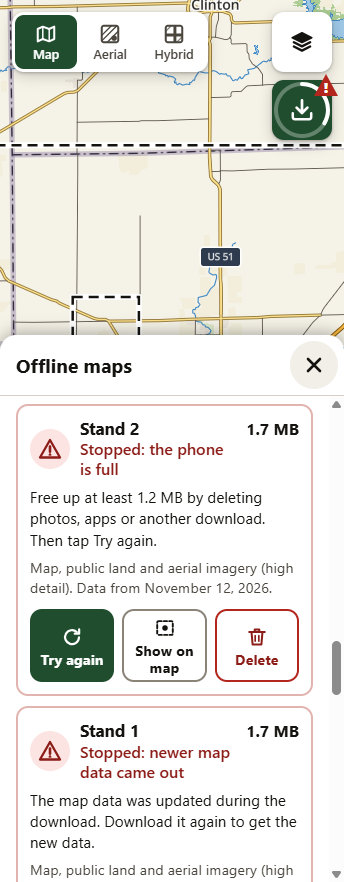 Clinton
Map
Aerial
Hybrid
US 51
Offline maps
Stand 2
1.7 MB
Stopped: the phone
is full
Free up at least 1.2 MB by deleting
photos, apps or another download.
Then tap Try again.
Map, public land and aerial imagery (high
detail). Data from November 12, 2026.
Try again
Show on
map
Delete
Stand 1
1.7 MB
Stopped: newer map
data came out
The map data was updated during the
download. Download it again to get the
new data.
Map, public land and aerial imagery (high